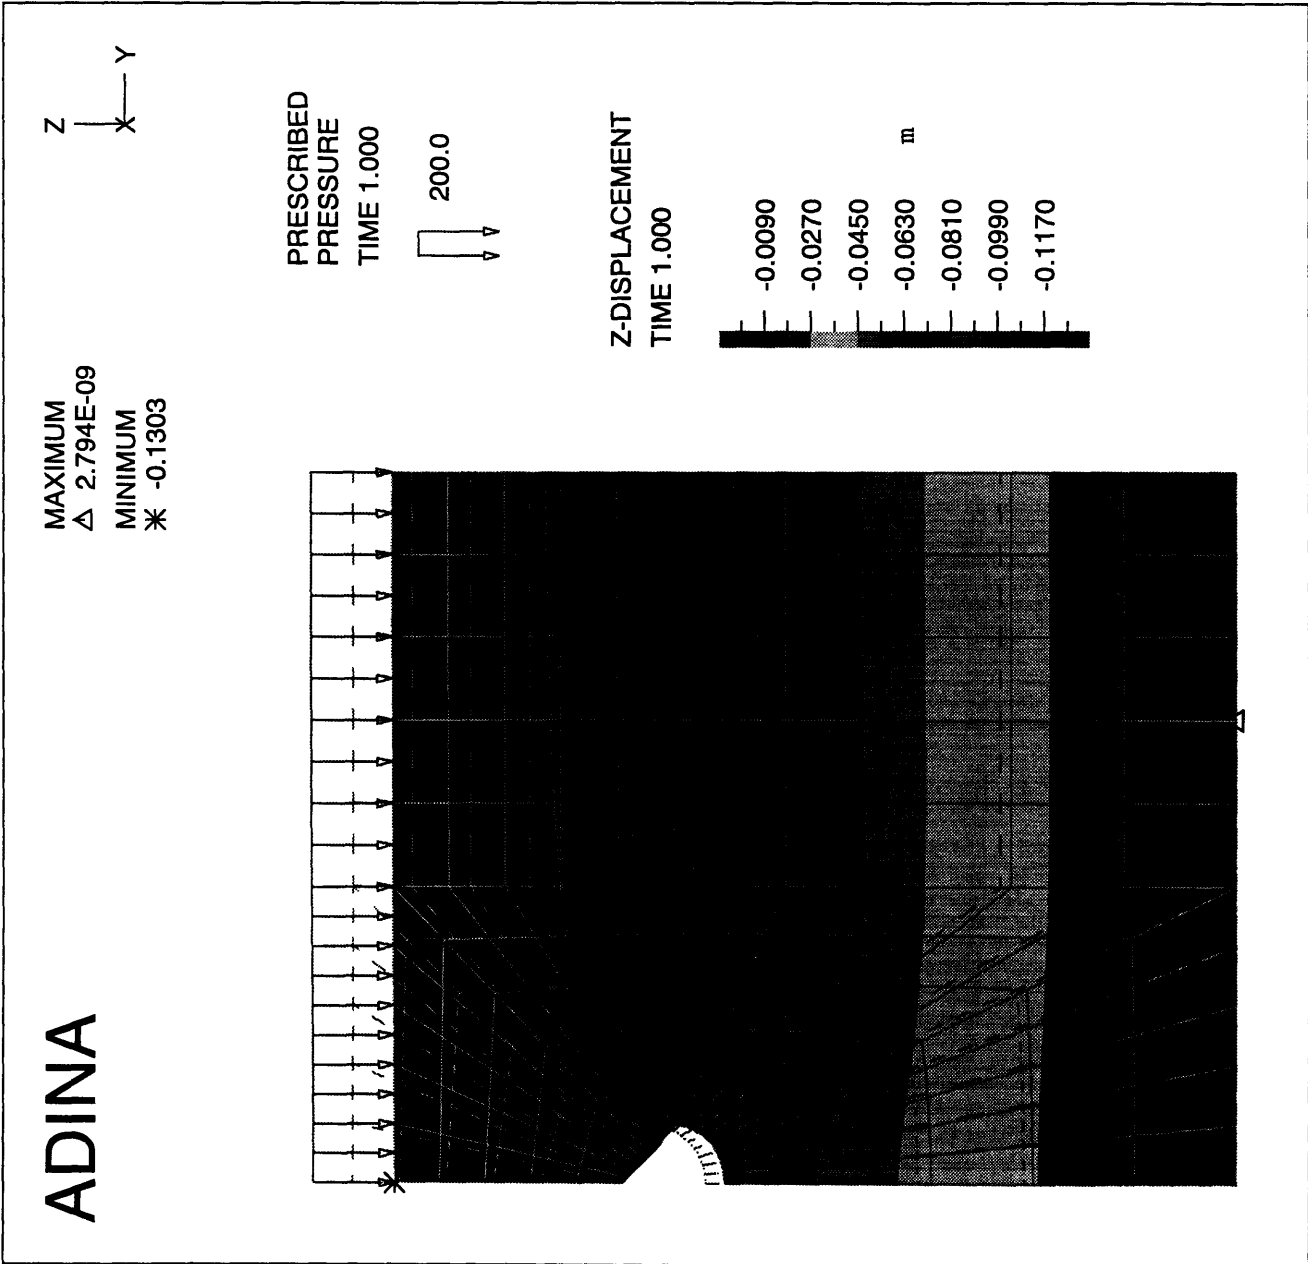 ADINA
MAXIMUM
△ 2.794E-09
MINIMUM
✳ -0.1303
Z
X
Y
PRESCRIBED
PRESSURE
TIME 1.000
200.0
Z-DISPLACEMENT
TIME 1.000
m
-0.0090
-0.0270
-0.0450
-0.0630
-0.0810
-0.0990
-0.1170